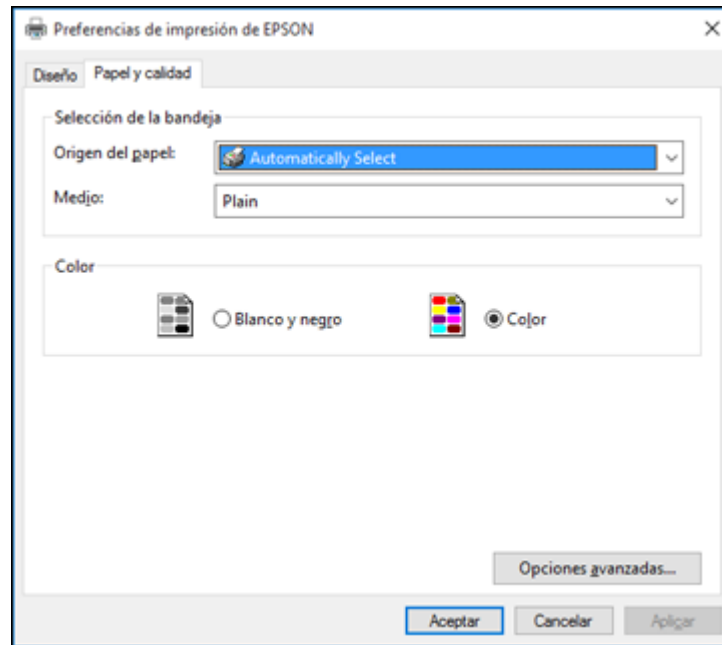 Preferencias de impresión de EPSON
Diseño Papel y calidad
Selección de la bandeja
Origen del papel: Automatically Select
Medio: Plain
Color
Blanco y negro Color
Opciones avanzadas...
Aceptar Cancelar Aplicar